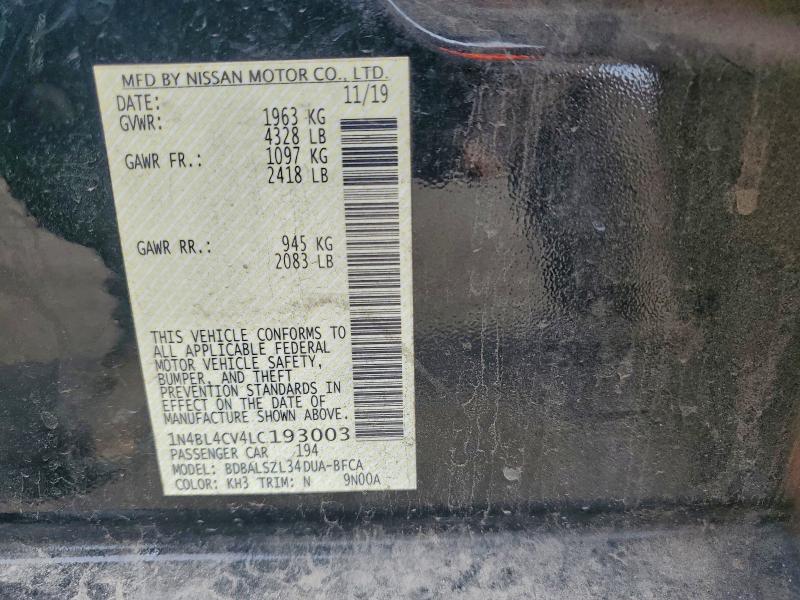 MFD BY NISSAN MOTOR CO., LTD.
DATE: 11/19
GVWR: 1963 KG
4328 LB
GAWR FR.: 1097 KG
2418 LB
GAWR RR.: 945 KG
2083 LB
THIS VEHICLE CONFORMS TO
ALL APPLICABLE FEDERAL
MOTOR VEHICLE SAFETY,
BUMPER, AND THEFT
PREVENTION STANDARDS IN
EFFECT ON THE DATE OF
MANUFACTURE SHOWN ABOVE.
1N4BL4CV4LC193003
PASSENGER CAR 194
MODEL: BDBALSZL34DUA-BFCA
COLOR: KH3 TRIM: N 9N00A